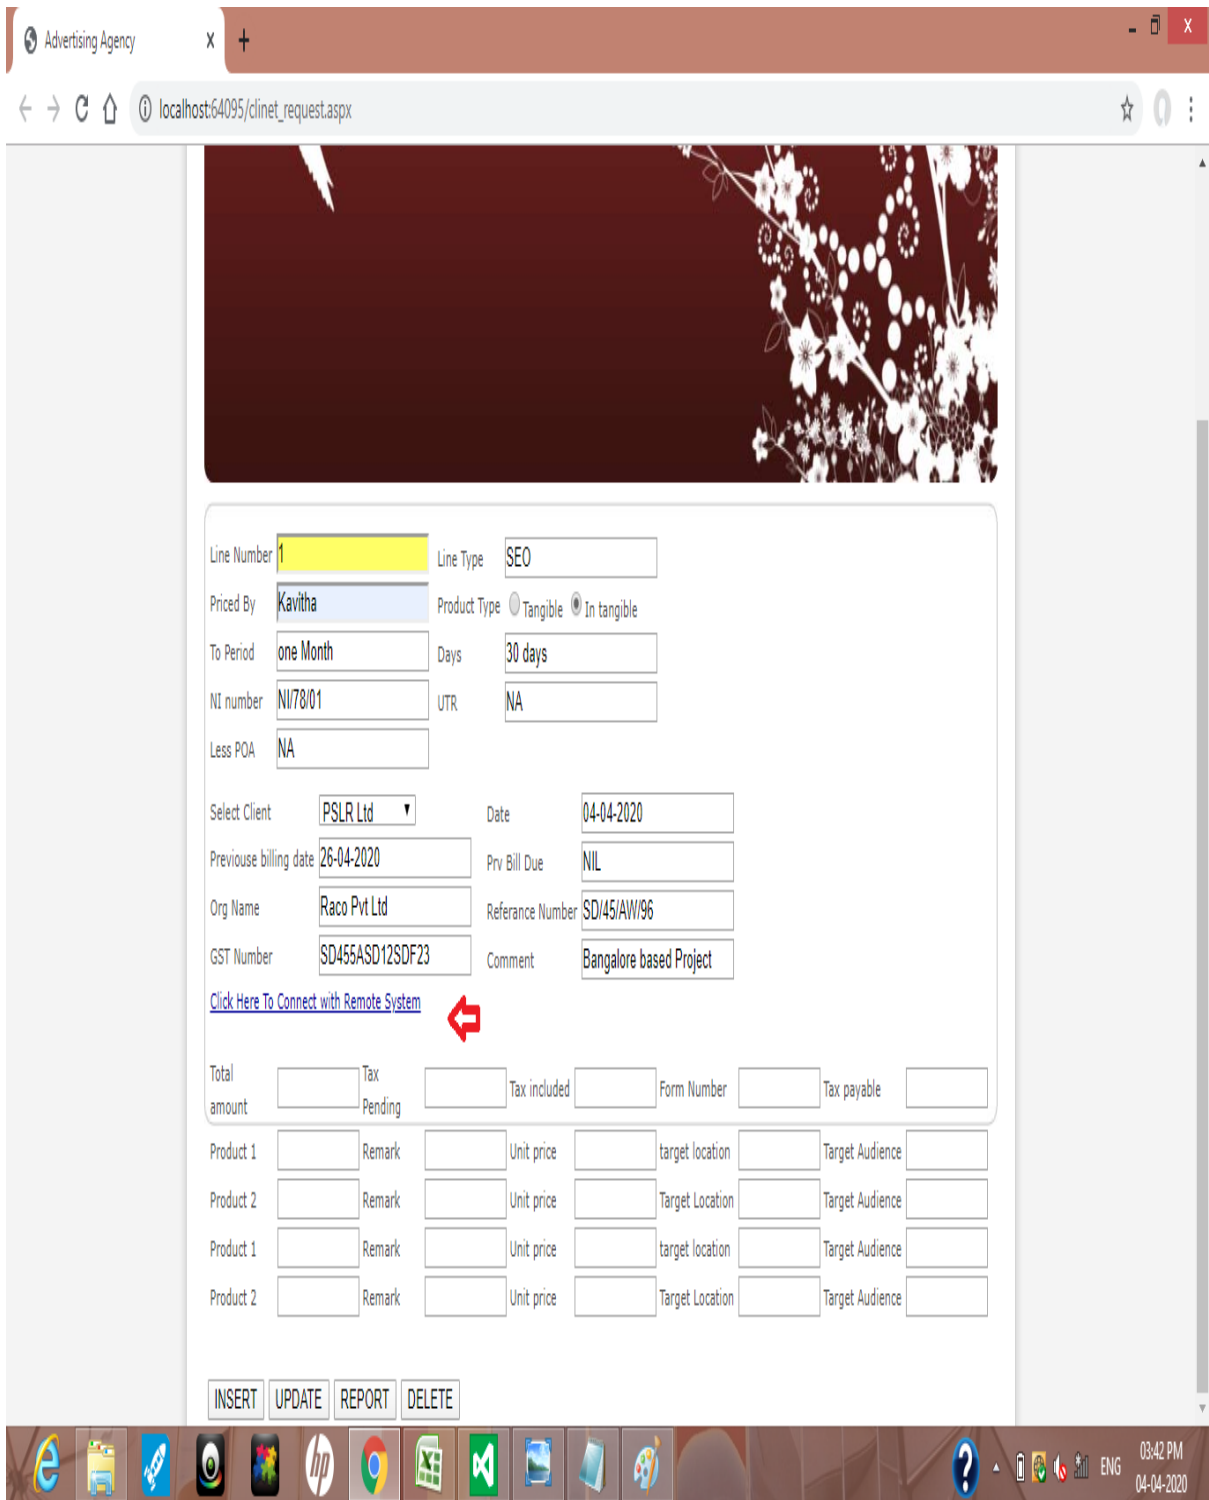 Advertising Agency X +
- X
localhost:64095/clinet_request.aspx
Line Number 1 Line Type SEO
Priced By Kavitha Product Type Tangible In tangible
To Period one Month Days 30 days
NI number NI/78/01 UTR NA
Less POA NA
Select Client PSLR Ltd Date 04-04-2020
Previouse billing date 26-04-2020 Prv Bill Due NIL
Org Name Raco Pvt Ltd Referance Number SD/45/AW/96
GST Number SD455ASD12SDF23 Comment Bangalore based Project
Click Here To Connect with Remote System
Total amount Tax Pending Tax included Form Number Tax payable
Product 1 Remark Unit price target location Target Audience
Product 2 Remark Unit price Target Location Target Audience
Product 1 Remark Unit price target location Target Audience
Product 2 Remark Unit price Target Location Target Audience
INSERT UPDATE REPORT DELETE
hp ? ENG 03:42 PM
04-04-2020